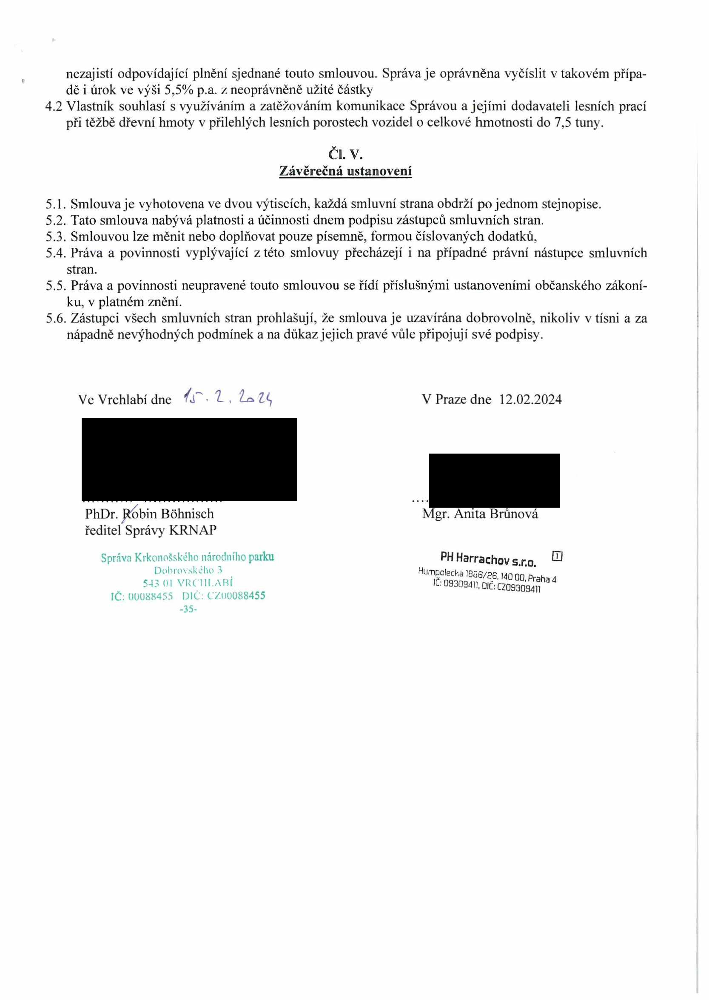 nezajistí odpovídající plnění sjednané touto smlouvou. Správa je oprávněna vyčíslit v takovém přípa-
dě i úrok ve výši 5,5% p.a. z neoprávněně užité částky
4.2 Vlastník souhlasí s využíváním a zatěžováním komunikace Správou a jejími dodavateli lesních prací
při těžbě dřevní hmoty v přilehlých lesních porostech vozidel o celkové hmotnosti do 7,5 tuny.
Čl. V.
Závěrečná ustanovení
5.1. Smlouva je vyhotovena ve dvou výtiscích, každá smluvní strana obdrží po jednom stejnopise.
5.2. Tato smlouva nabývá platnosti a účinnosti dnem podpisu zástupců smluvních stran.
5.3. Smlouvou lze měnit nebo doplňovat pouze písemně, formou číslovaných dodatků,
5.4. Práva a povinnosti vyplývající z této smlovuy přecházejí i na případné právní nástupce smluvních
stran.
5.5. Práva a povinnosti neupravené touto smlouvou se řídí příslušnými ustanoveními občanského zákoní-
ku, v platném znění.
5.6. Zástupci všech smluvních stran prohlašují, že smlouva je uzavírána dobrovolně, nikoliv v tísni a za
nápadně nevýhodných podmínek a na důkaz jejich pravé vůle připojují své podpisy.
Ve Vrchlabí dne 15. 2. 2024
V Praze dne 12.02.2024
PhDr. Robin Böhnisch
ředitel Správy KRNAP
Mgr. Anita Brůnová
Správa Krkonošského národního parku
Dobrovského 3
543 01 VRCHLABÍ
IČ: 00088455 DIČ: CZ00088455
-35-
PH Harrachov s.r.o. 1
Humpolecka 1886/26, 140 00, Praha 4
IČ: 09309411, DIČ: CZ09309411